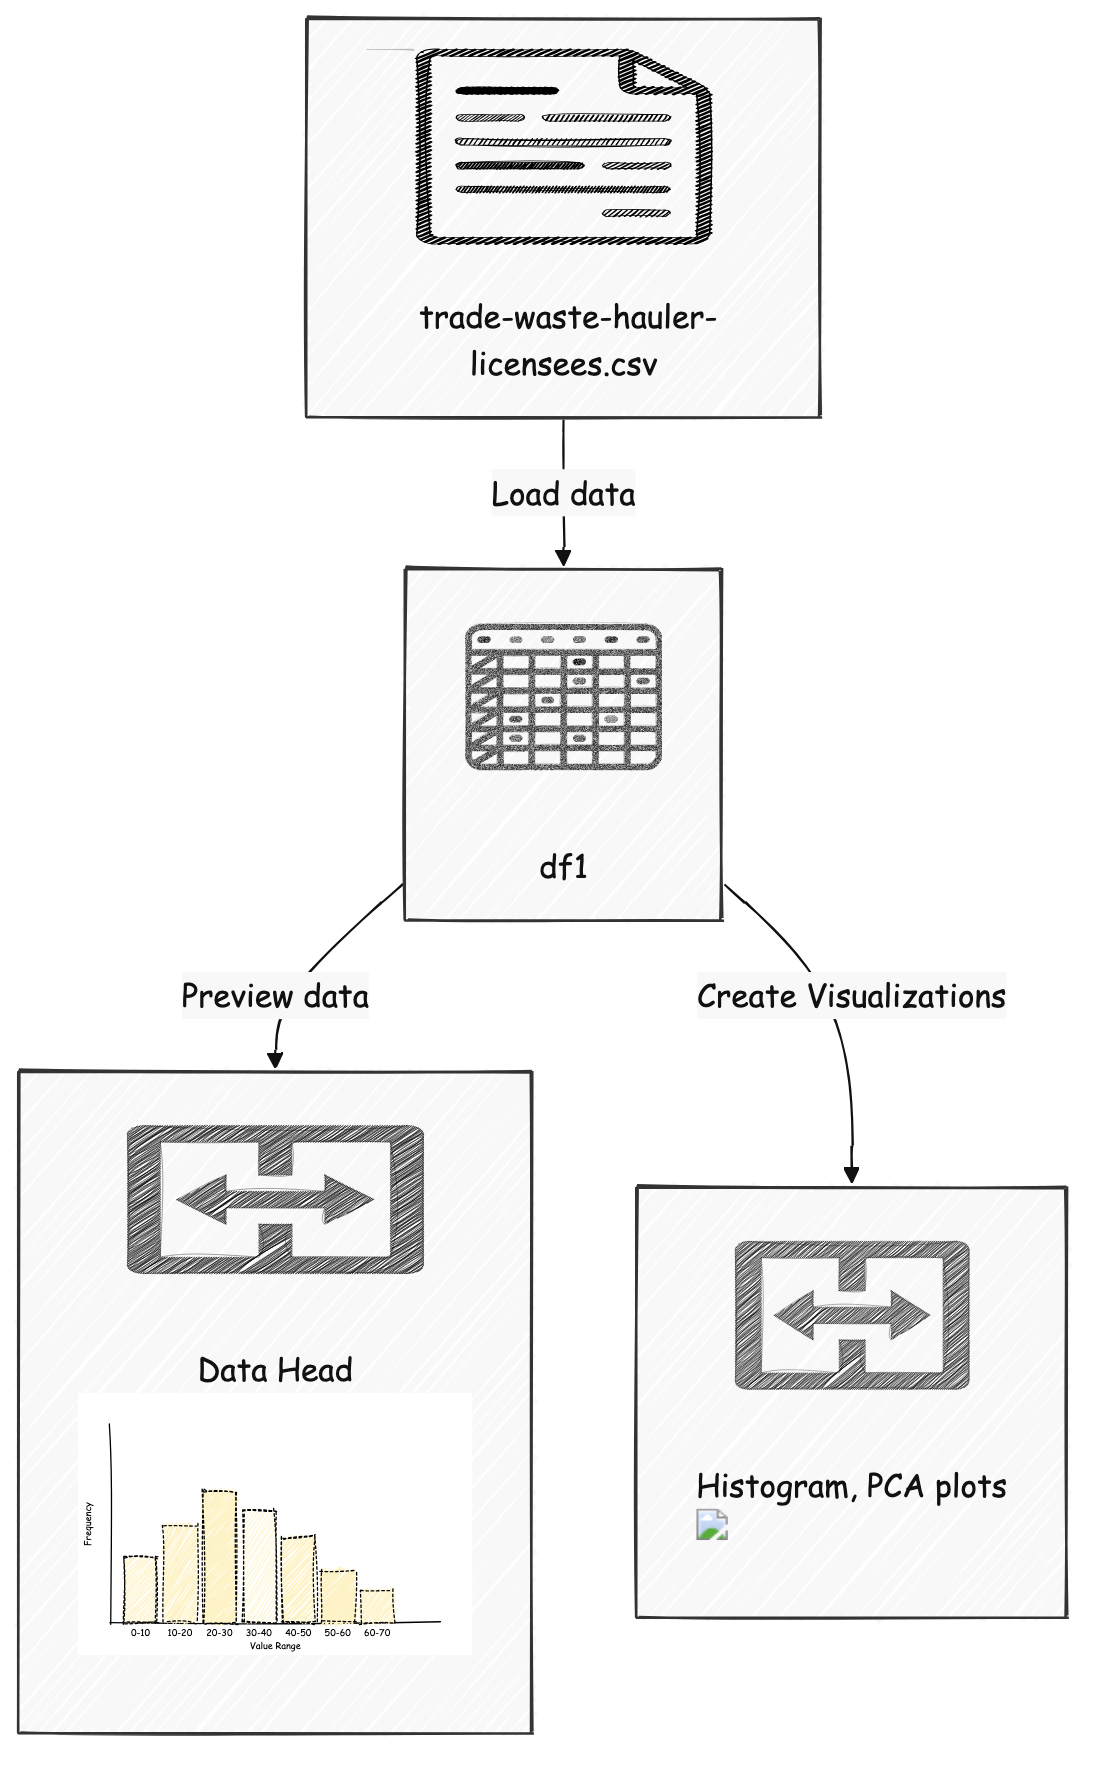 trade-waste-hauler-
licensees.csv
Load data
df1
Preview data
Create Visualizations
Data Head
Frequency
0-10 10-20 20-30 30-40 40-50 50-60 60-70
Value Range
Histogram, PCA plots